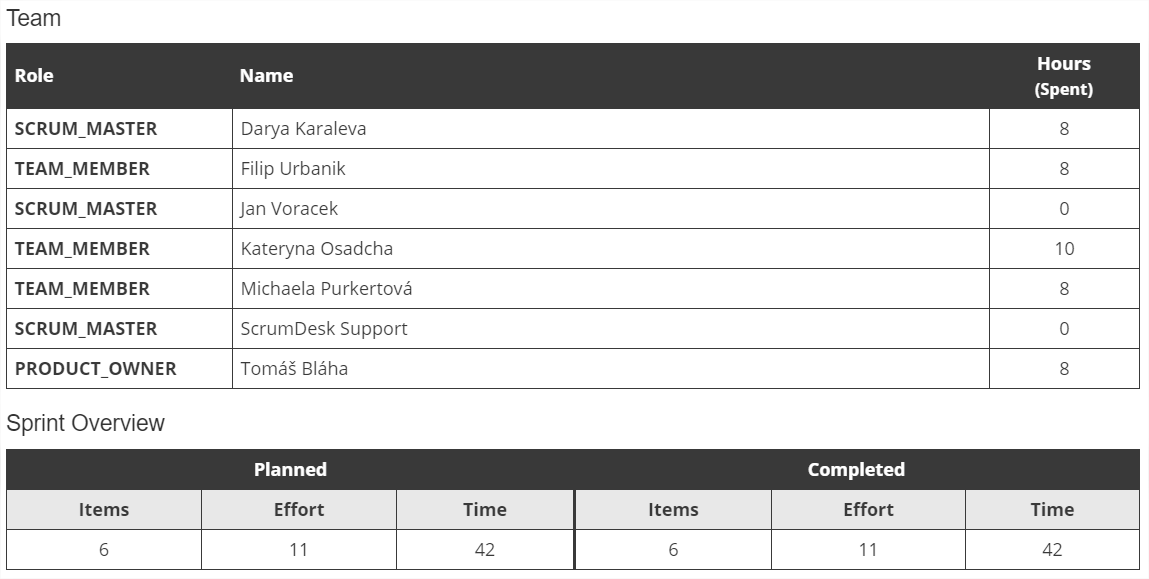 Team
Role Name Hours (Spent)
SCRUM_MASTER Darya Karaleva 8
TEAM_MEMBER Filip Urbanik 8
SCRUM_MASTER Jan Voracek 0
TEAM_MEMBER Kateryna Osadcha 10
TEAM_MEMBER Michaela Purkertová 8
SCRUM_MASTER ScrumDesk Support 0
PRODUCT_OWNER Tomáš Bláha 8
Sprint Overview
Planned Completed
Items Effort Time Items Effort Time
6 11 42 6 11 42